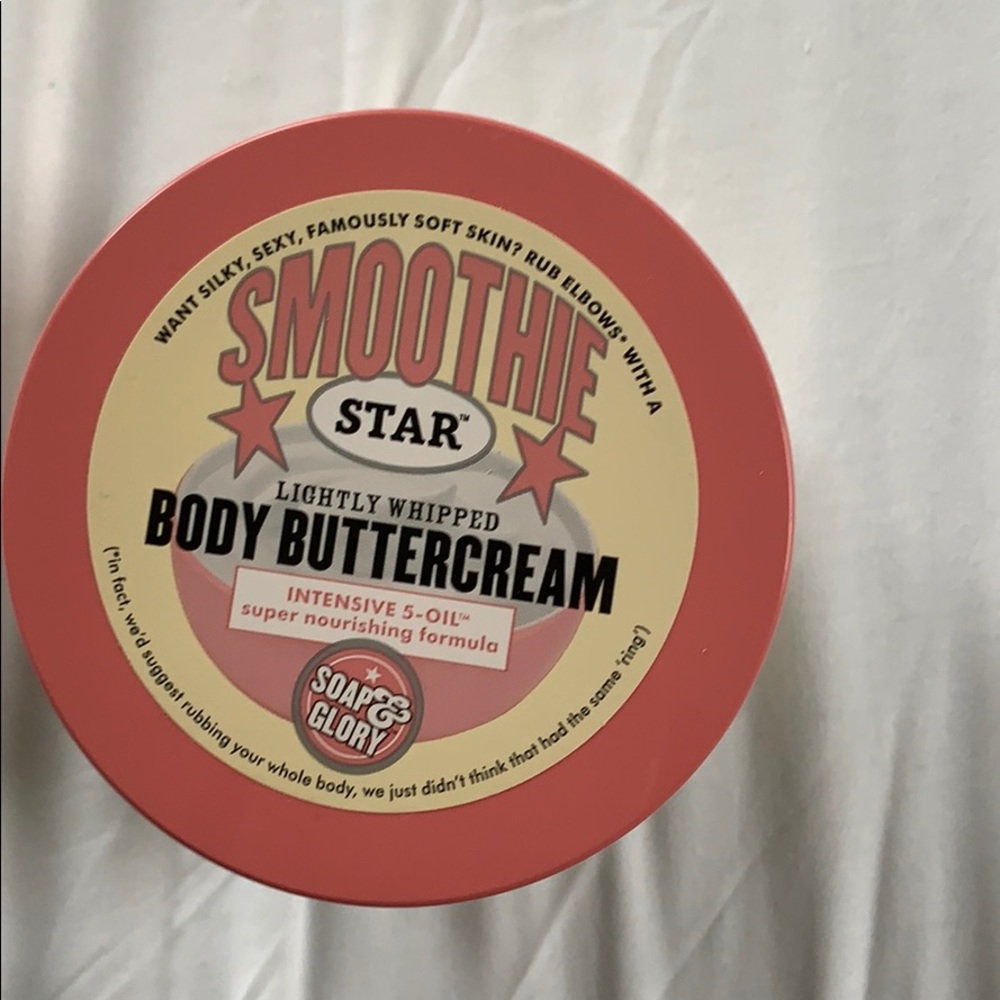 WANT SILKY, SEXY, FAMOUSLY SOFT SKIN? RUB ELBOWS* WITH A
SMOOTHIE
STAR™
LIGHTLY WHIPPED
BODY BUTTERCREAM
INTENSIVE 5-OIL™
super nourishing formula
SOAP &
GLORY
(*in fact, we'd suggest rubbing your whole body, we just didn't think that had the same 'ring')